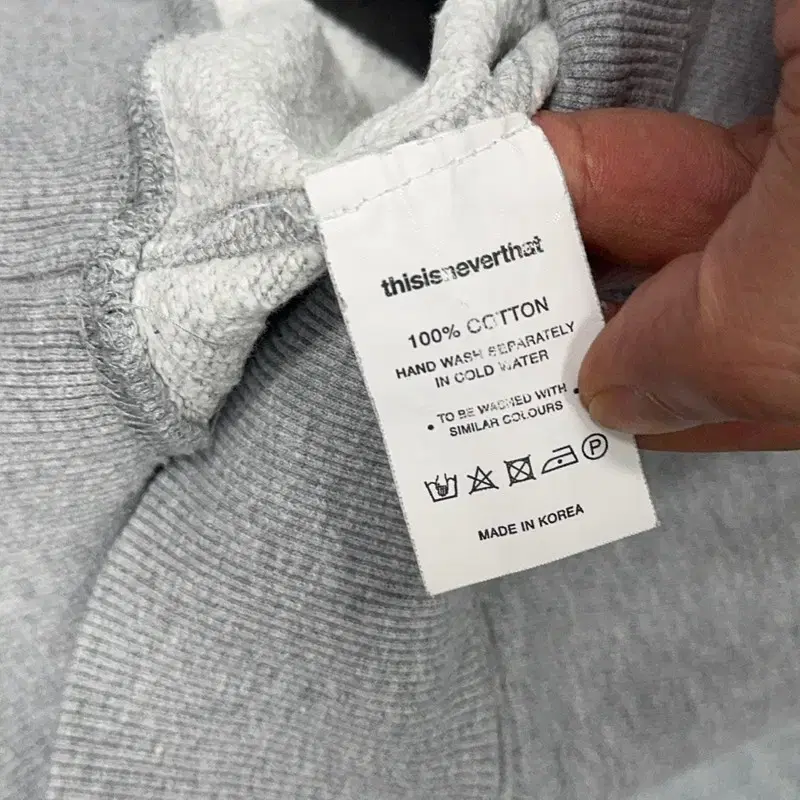 thisisneverthat
100% COTTON
HAND WASH SEPARATELY
IN COLD WATER
• TO BE WASHED WITH •
SIMILAR COLOURS
P
MADE IN KOREA